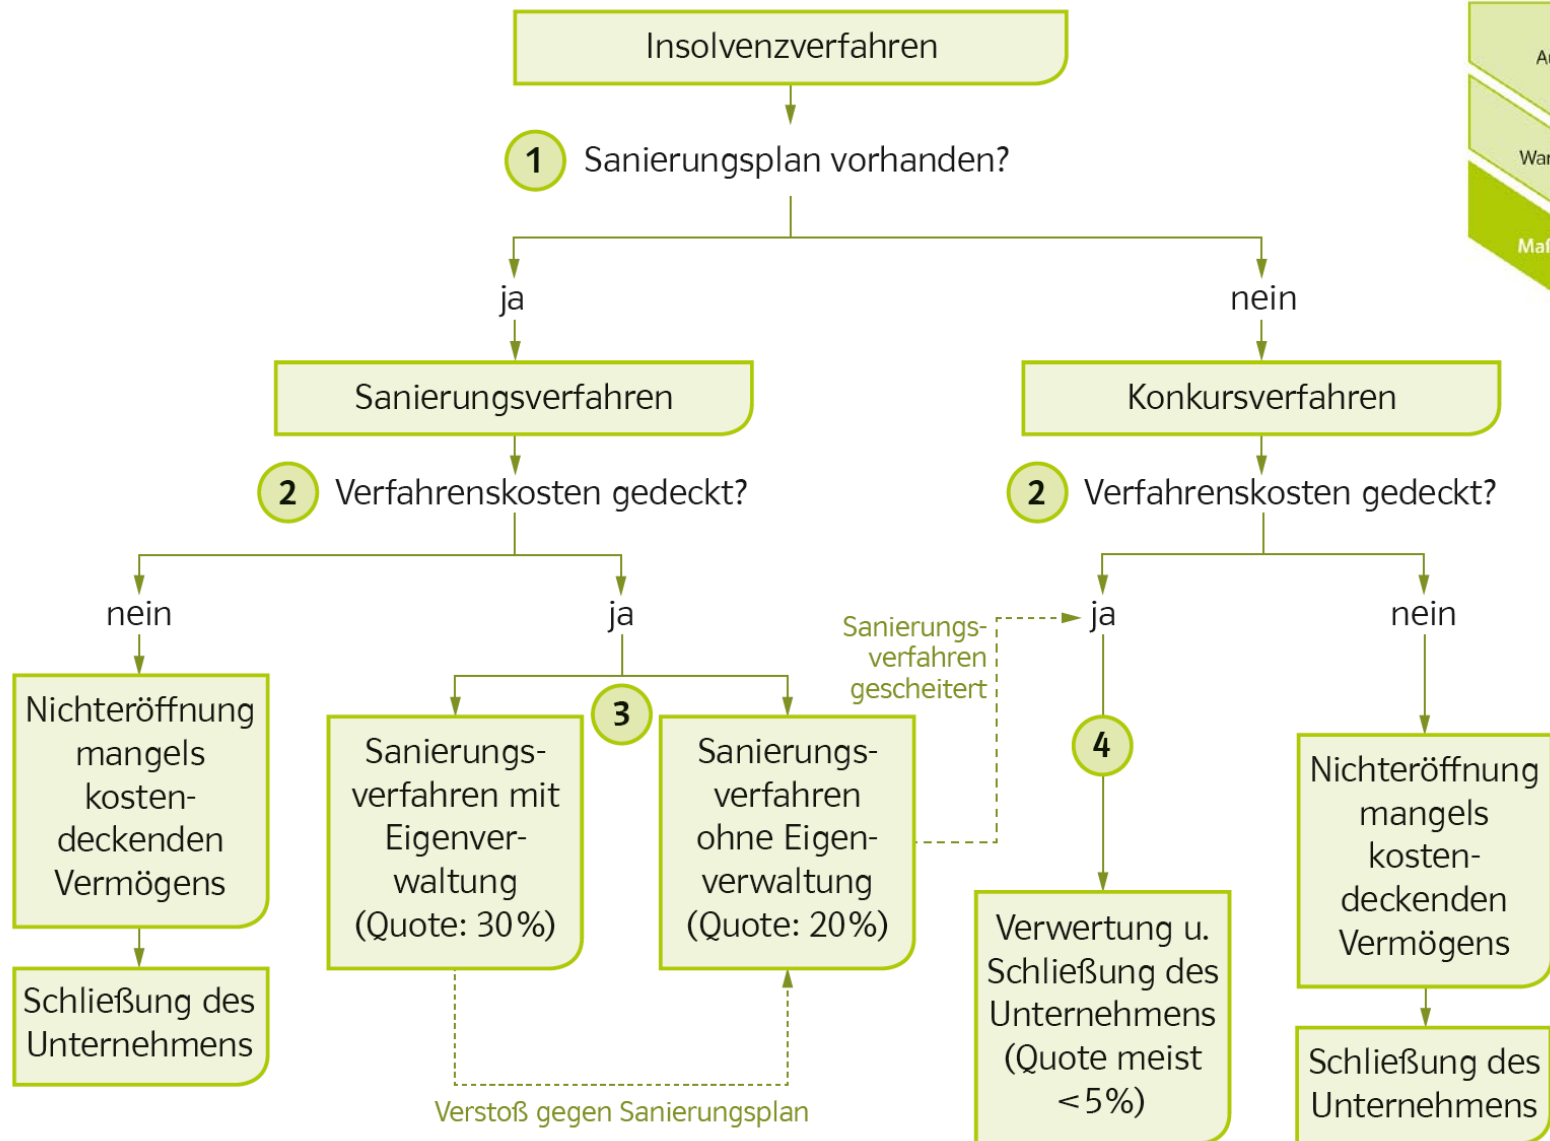 Insolvenzverfahren
1 Sanierungsplan vorhanden?
ja
nein
Sanierungsverfahren
Konkursverfahren
2 Verfahrenskosten gedeckt?
2 Verfahrenskosten gedeckt?
nein
ja
Sanierungs-
verfahren
gescheitert
ja
nein
Nichteröffnung
mangels
kosten-
deckenden
Vermögens
Schließung des
Unternehmens
3
Sanierungs-
verfahren mit
Eigenver-
waltung
(Quote: 30%)
Sanierungs-
verfahren
ohne Eigen-
verwaltung
(Quote: 20%)
Verstoß gegen Sanierungsplan
4
Verwertung u.
Schließung des
Unternehmens
(Quote meist
<5%)
Nichteröffnung
mangels
kosten-
deckenden
Vermögens
Schließung des
Unternehmens